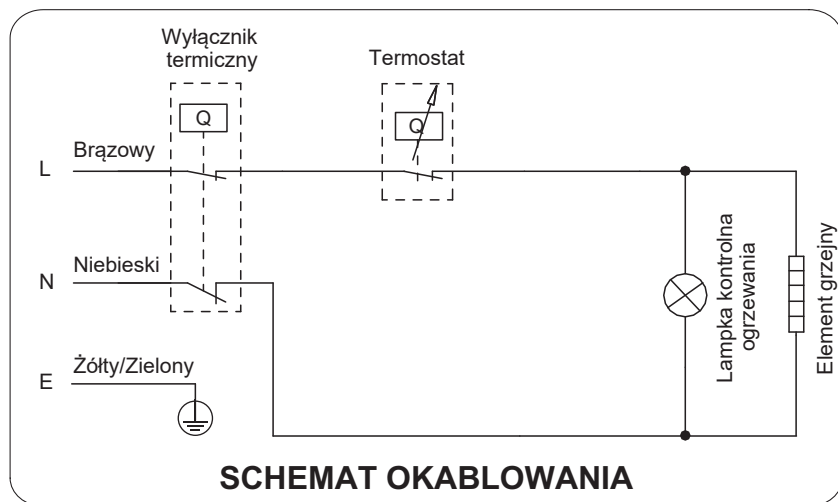 Wyłącznik
termiczny
Termostat
Q
Q
L
Brązowy
N
Niebieski
E
Żółty/Zielony
Lampka kontrolna
ogrzewania
Element grzejny
SCHEMAT OKABLOWANIA